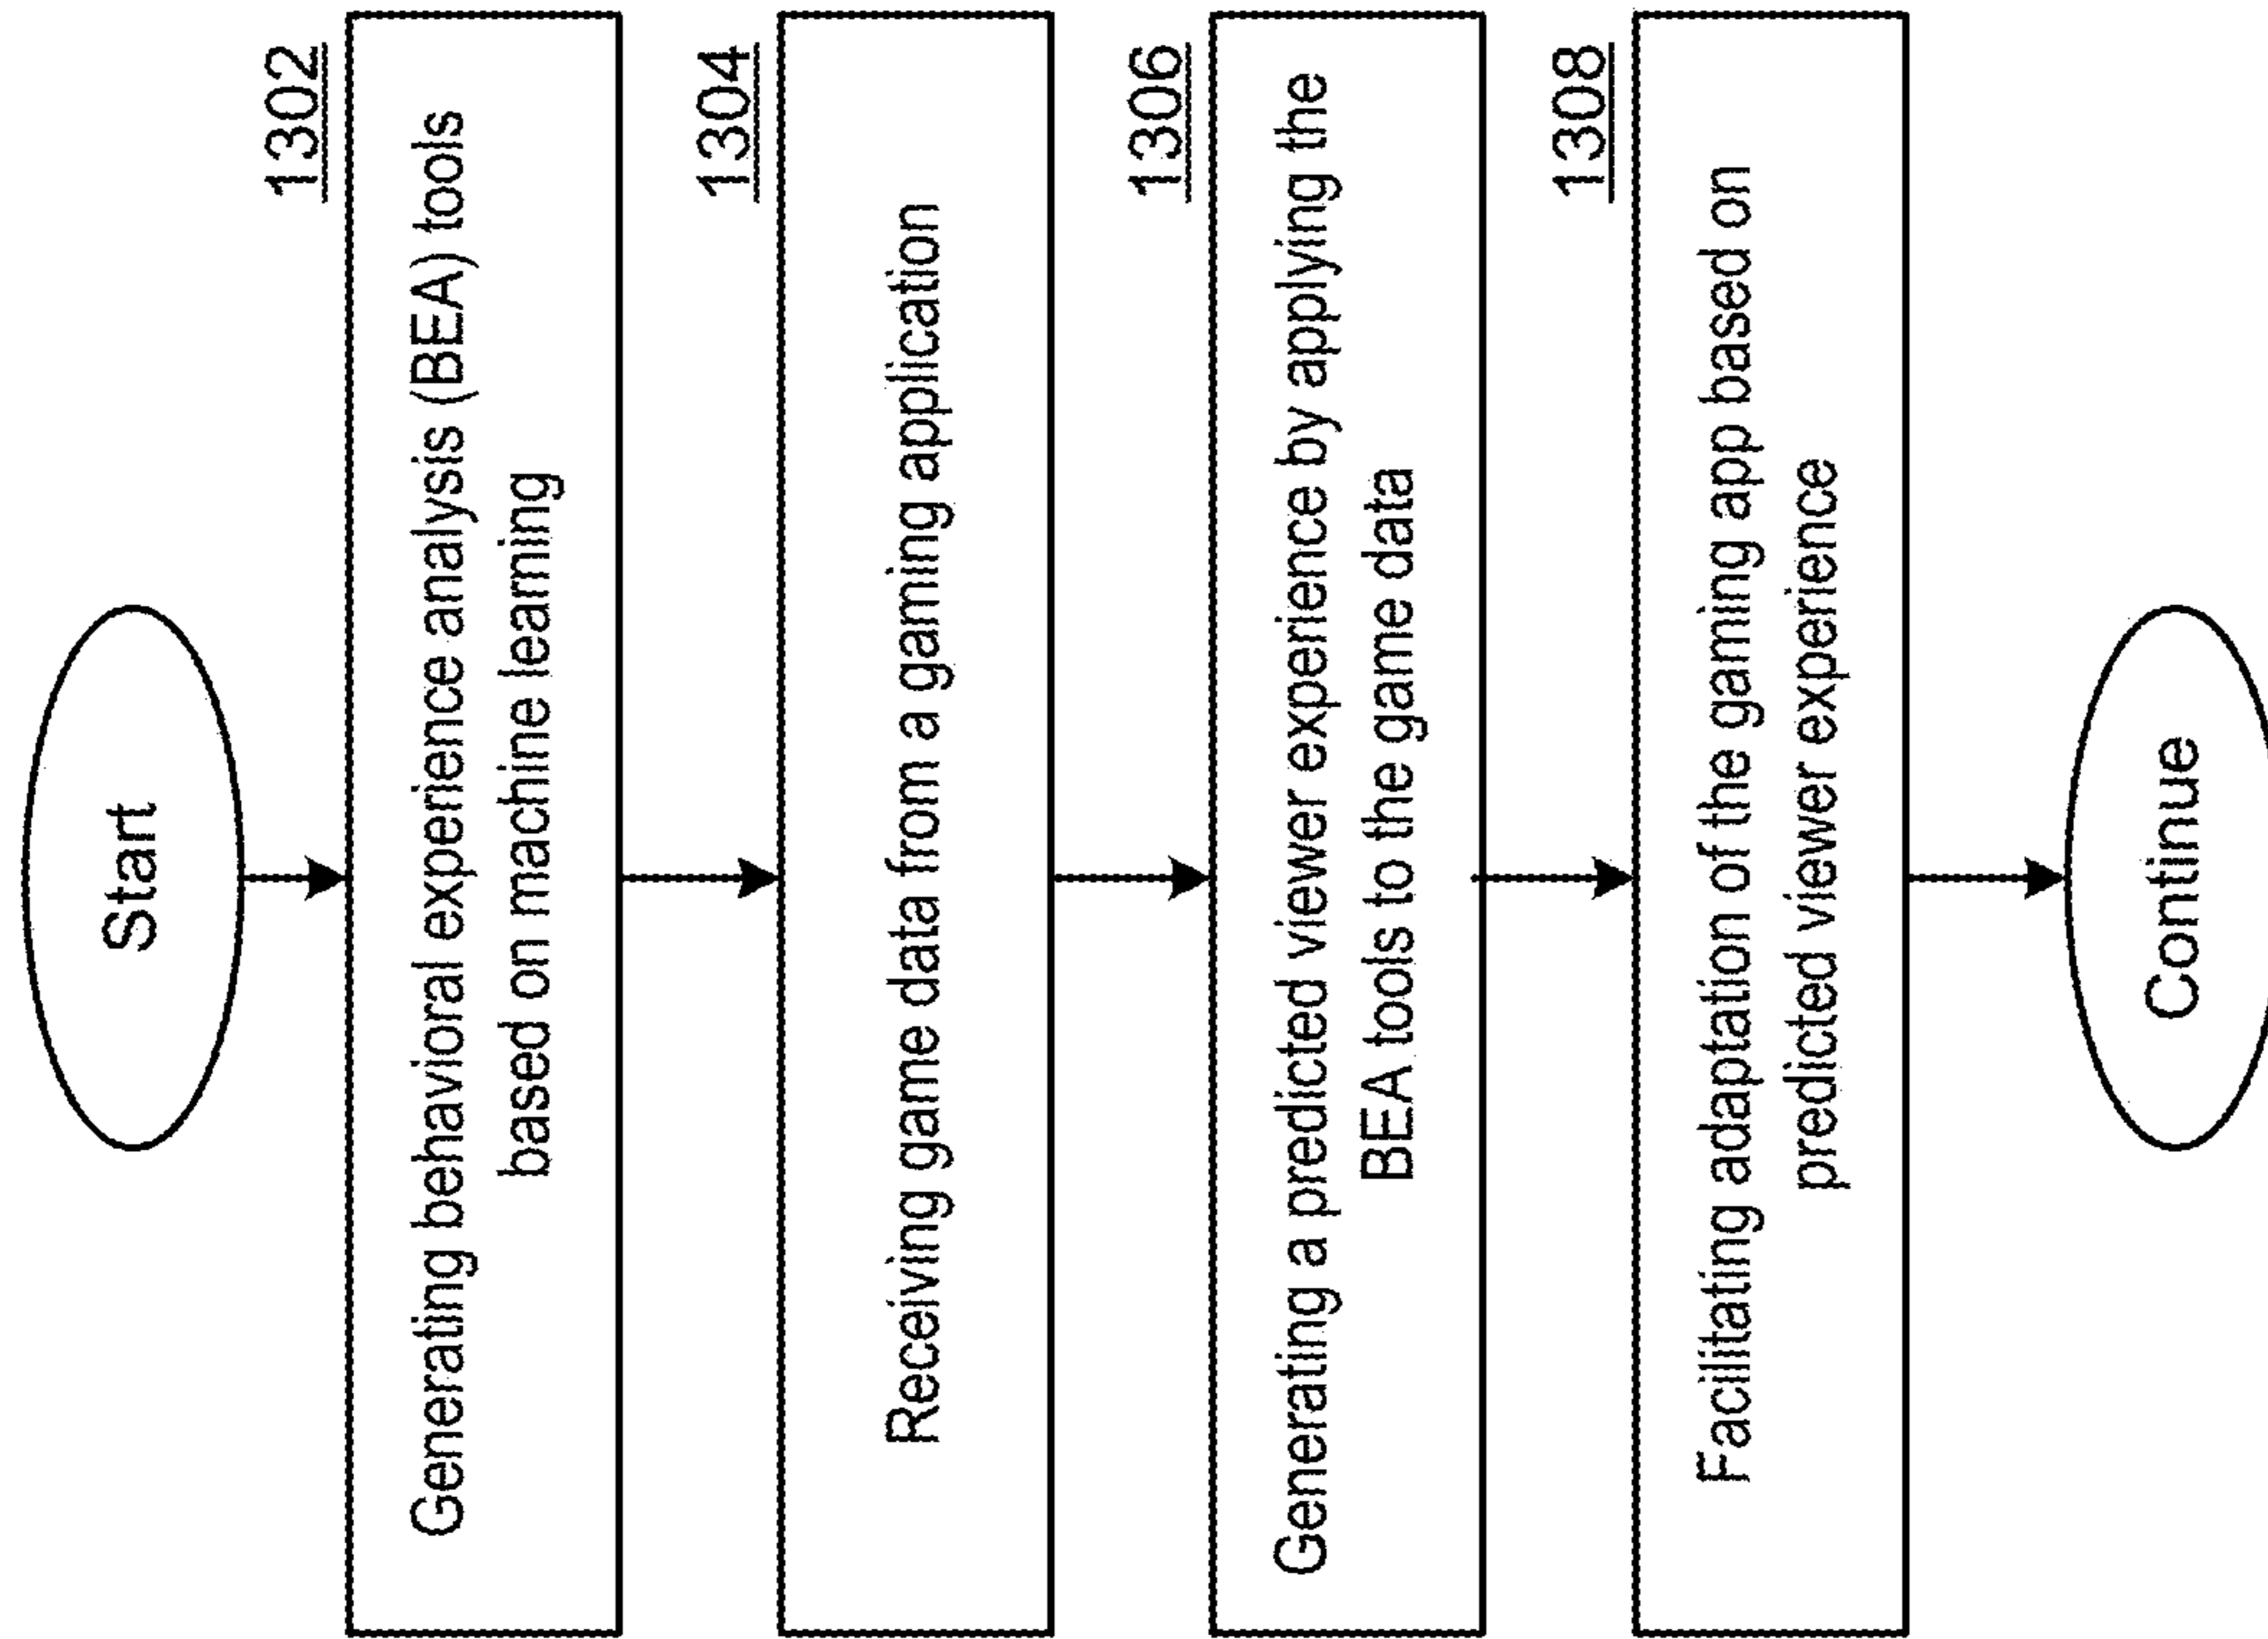 Start
1302
Generating behavioral experience analysis (BEA) tools
based on machine learning
1304
Receiving game data from a gaming application
1306
Generating a predicted viewer experience by applying the
BEA tools to the game data
1308
Facilitating adaptation of the gaming app based on
predicted viewer experience
Continue